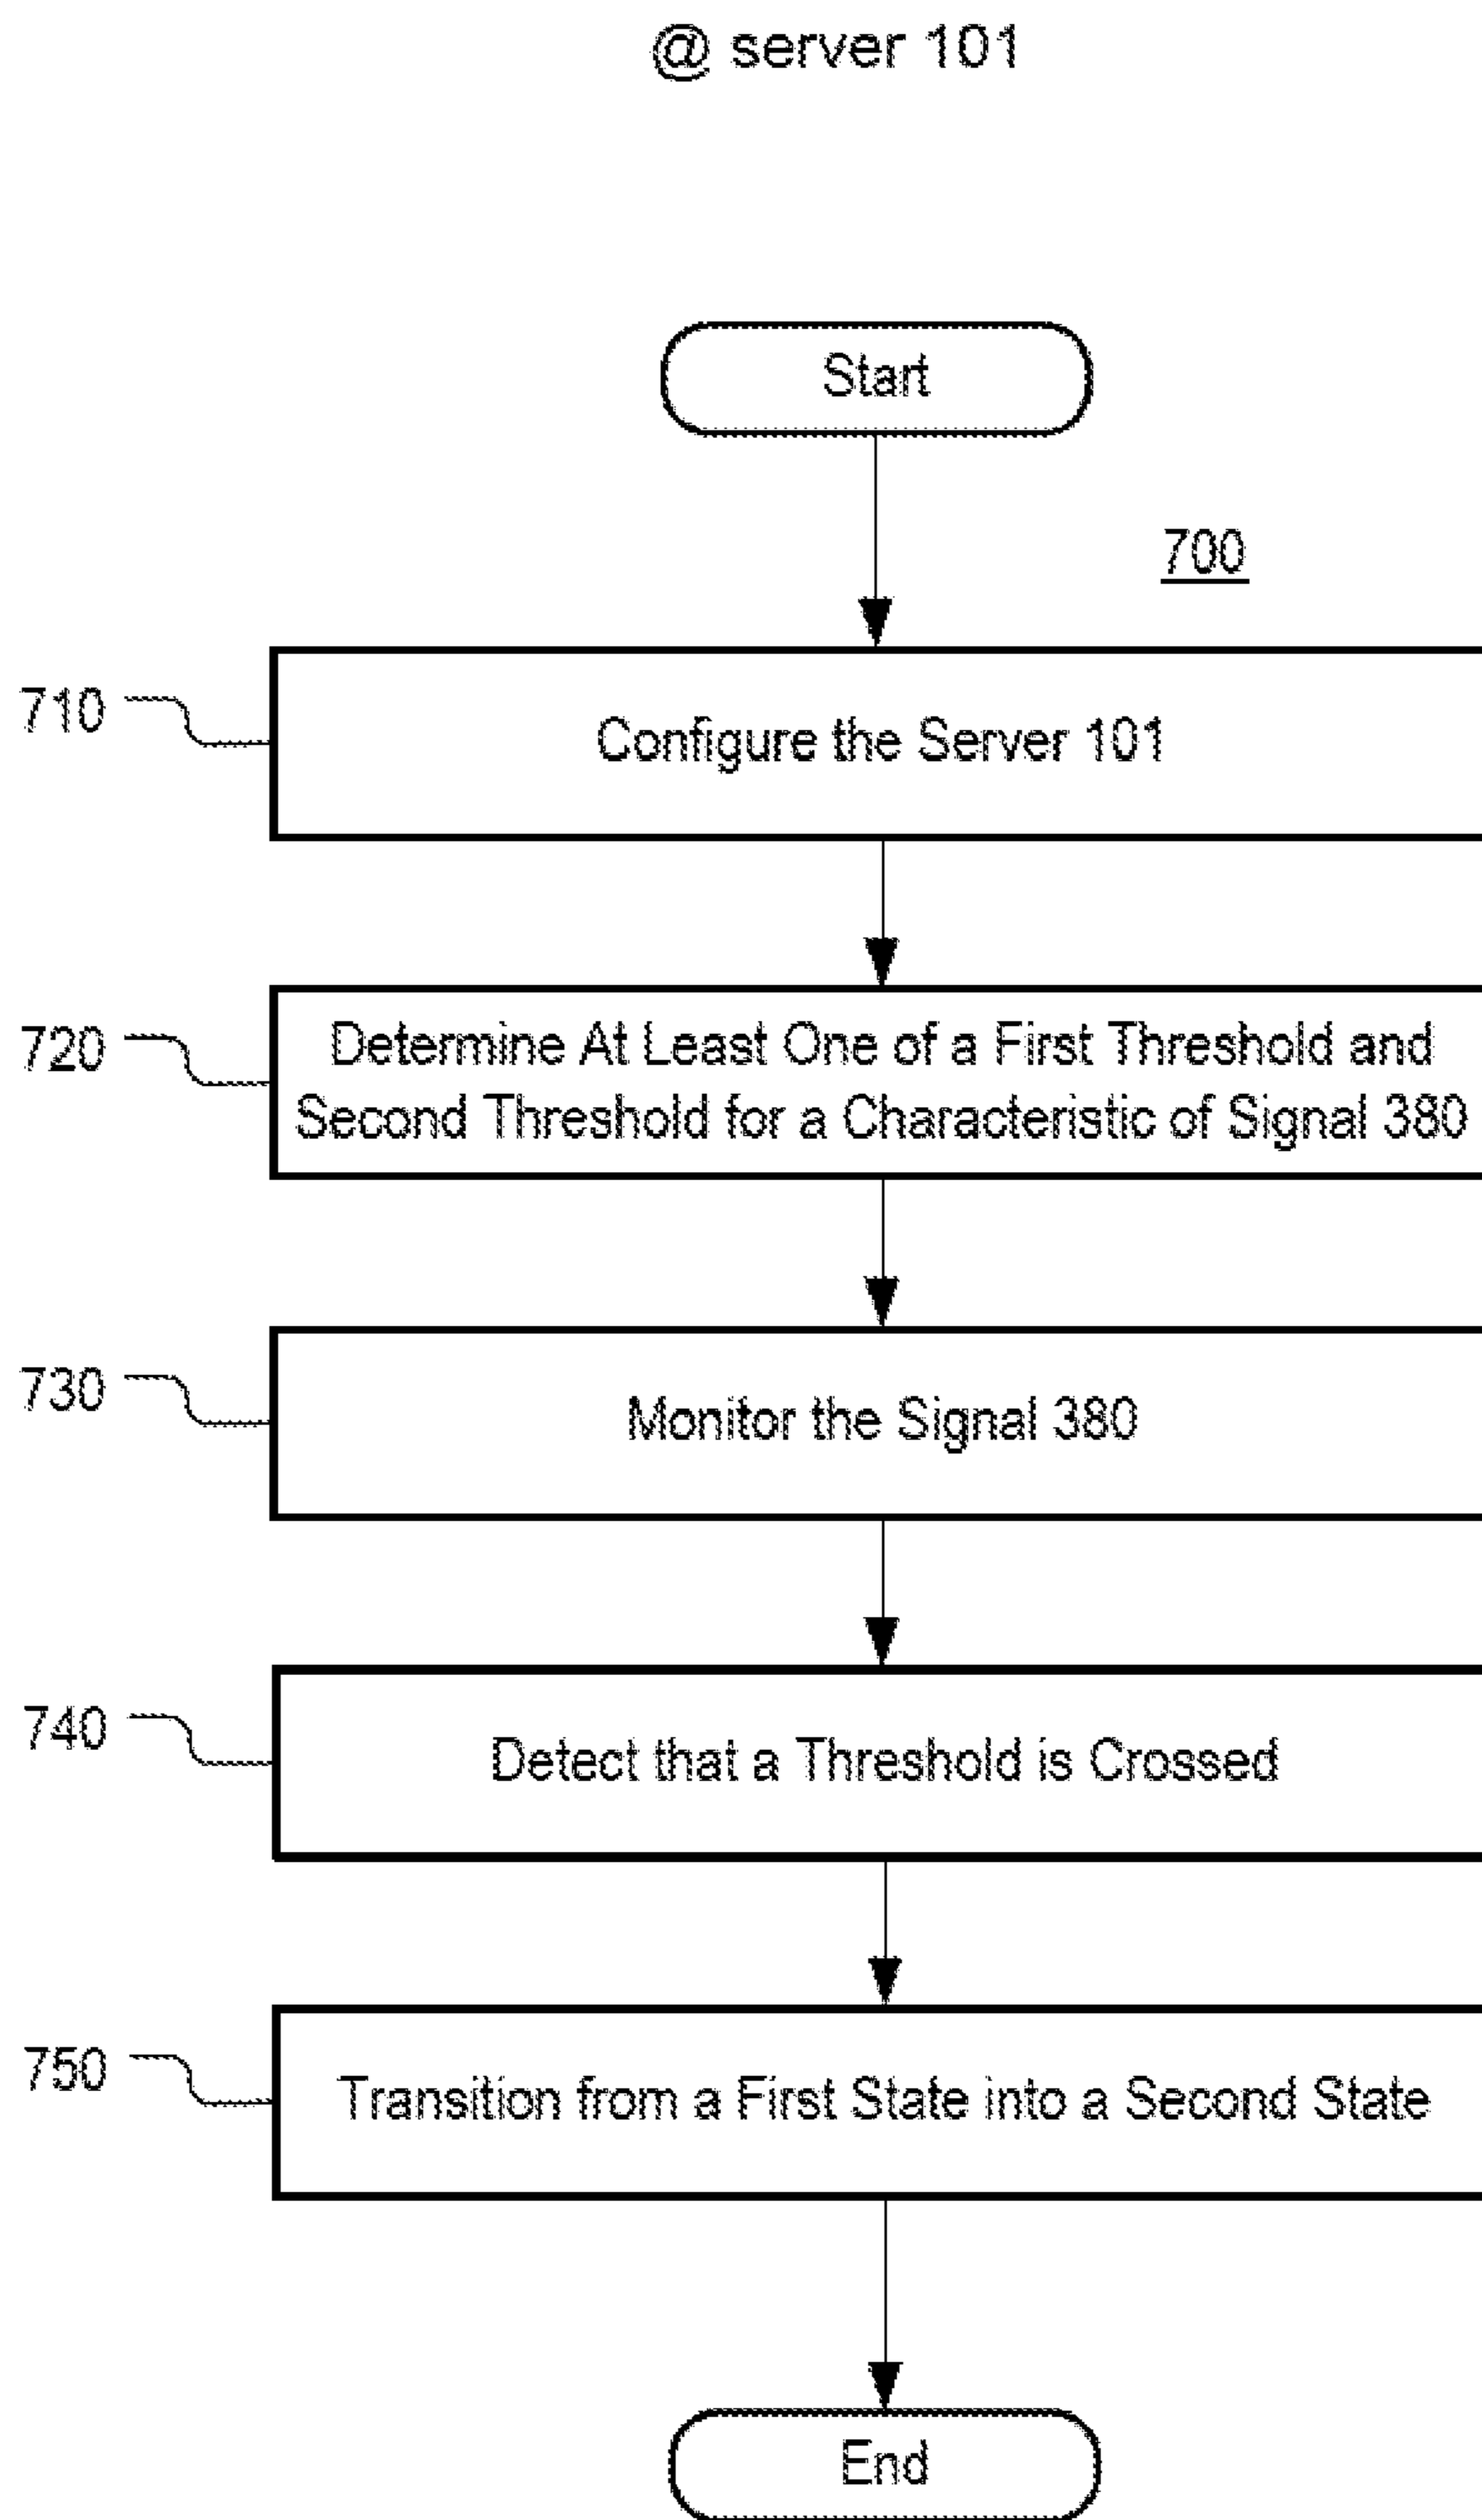 @ server 101
Start
700
710
Configure the Server 101
720
Determine At Least One of a First Threshold and
Second Threshold for a Characteristic of Signal 380
730
Monitor the Signal 380
740
Detect that a Threshold is Crossed
750
Transition from a First State into a Second State
End